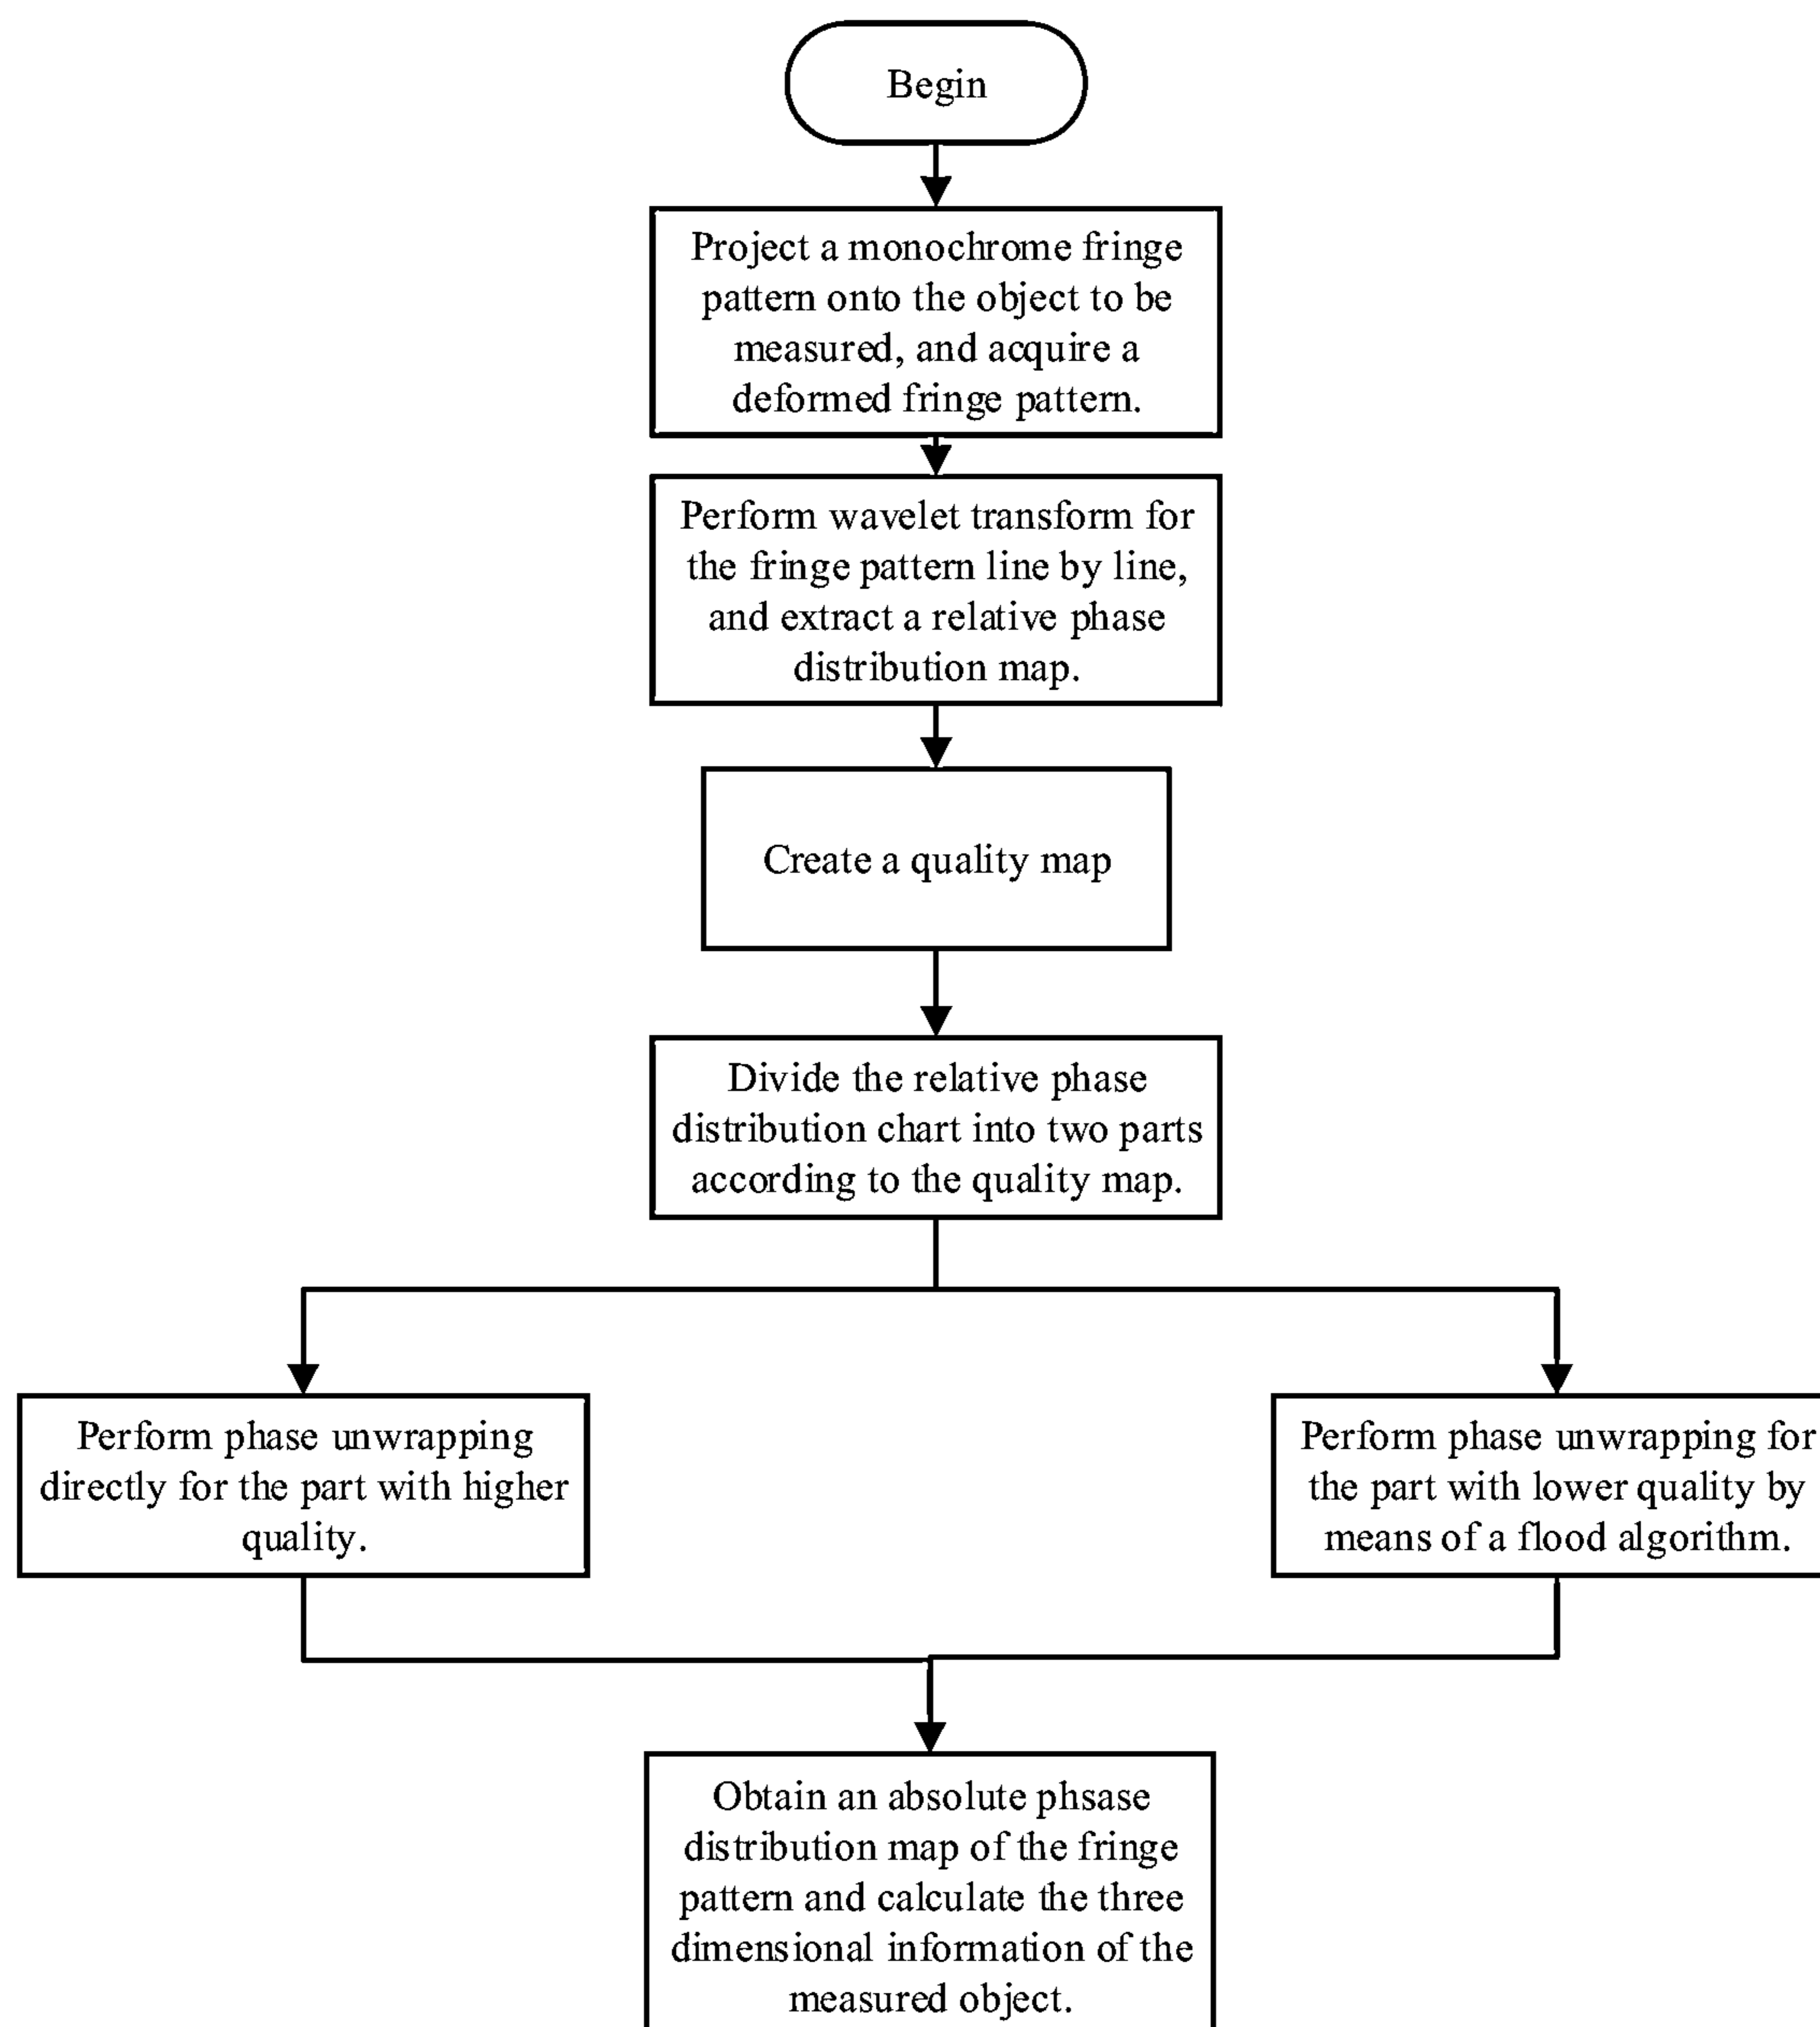 Begin
Project a monochrome fringe
pattern onto the object to be
measured, and acquire a
deformed fringe pattern.
Perform wavelet transform for
the fringe pattern line by line,
and extract a relative phase
distribution map.
Create a quality map
Divide the relative phase
distribution chart into two parts
according to the quality map.
Perform phase unwrapping
directly for the part with higher
quality.
Perform phase unwrapping for
the part with lower quality by
means of a flood algorithm.
Obtain an absolute phsase
distribution map of the fringe
pattern and calculate the three
dimensional information of the
measured object.